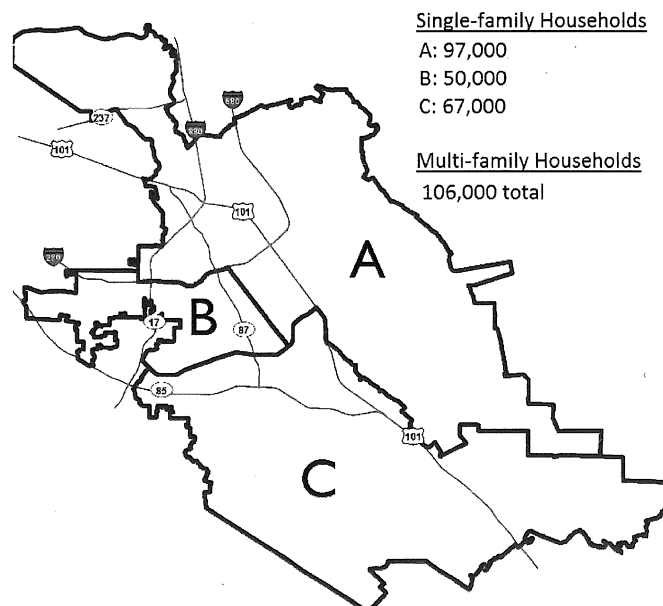 Single-family Households
A: 97,000
B: 50,000
C: 67,000
Multi-family Households
106,000 total
680
237
880
101
101
A
280
B
17
87
85
101
C